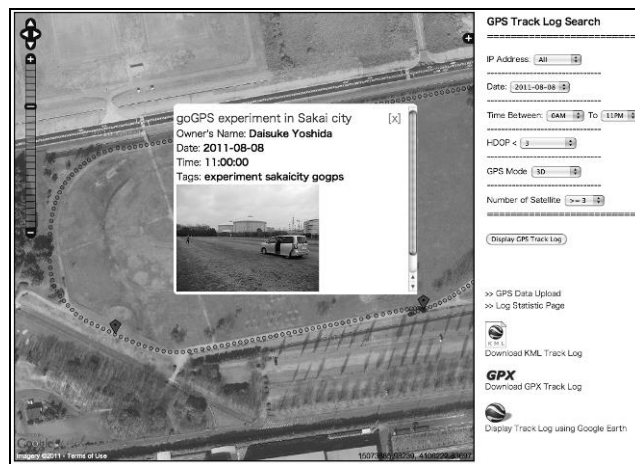 goGPS experiment in Sakai city [x]
Owner's Name: Daisuke Yoshida
Date: 2011-08-08
Time: 11:00:00
Tags: experiment sakaicity gogps
Imagery ©2011 - Terms of Use
GPS Track Log Search
IP Address: All
Date: 2011-08-08
Time Between: 0AM To 11PM
HDOP < 3
GPS Mode 3D
Number of Satellite >= 3
Display GPS Track Log
>> GPS Data Upload
>> Log Statistic Page
KML
Download KML Track Log
GPX
Download GPX Track Log
Display Track Log using Google Earth